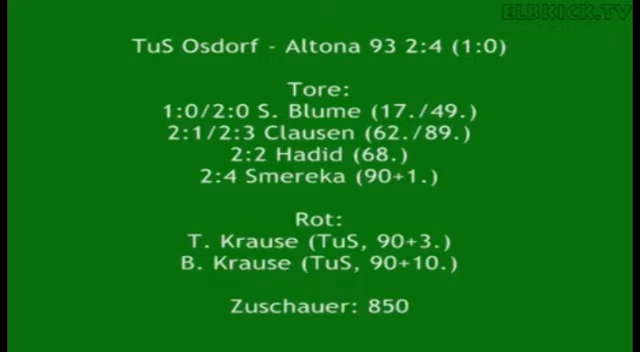 ELBKICK.TV
TuS Osdorf - Altona 93 2:4 (1:0)
Tore:
1:0/2:0 S. Blume (17./49.)
2:1/2:3 Clausen (62./89.)
2:2 Hadid (68.)
2:4 Smereka (90+1.)
Rot:
T. Krause (TuS, 90+3.)
B. Krause (TuS, 90+10.)
Zuschauer: 850